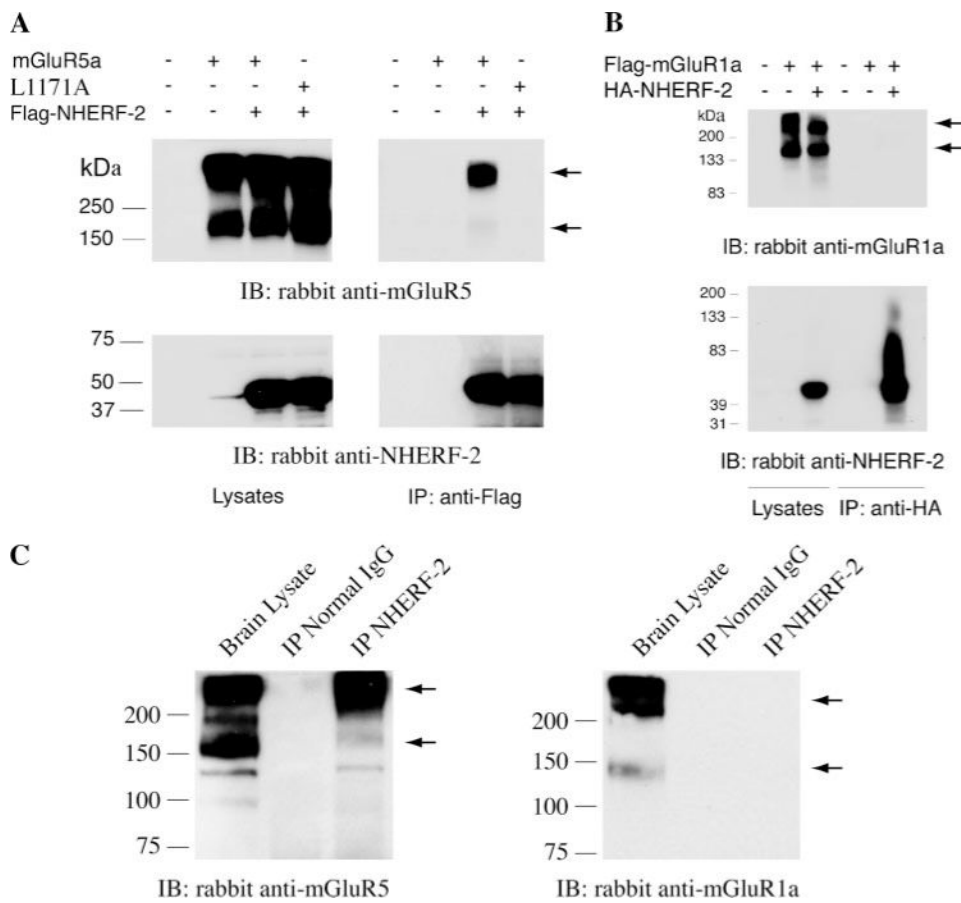 A
mGluR5a - + + - - + + -
L1171A - - - + - - - +
Flag-NHERF-2 - - + + - - + +
kDa
250
150
IB: rabbit anti-mGluR5
75
50
37
IB: rabbit anti-NHERF-2
Lysates IP: anti-Flag
B
Flag-mGluR1a - + + - + +
HA-NHERF-2 - - + - - +
kDa
200
133
83
IB: rabbit anti-mGluR1a
200
133
83
39
31
IB: rabbit anti-NHERF-2
Lysates IP: anti-HA
C
Brain Lysate
IP Normal IgG
IP NHERF-2
200
150
100
75
IB: rabbit anti-mGluR5
Brain Lysate
IP Normal IgG
IP NHERF-2
200
150
100
75
IB: rabbit anti-mGluR1a